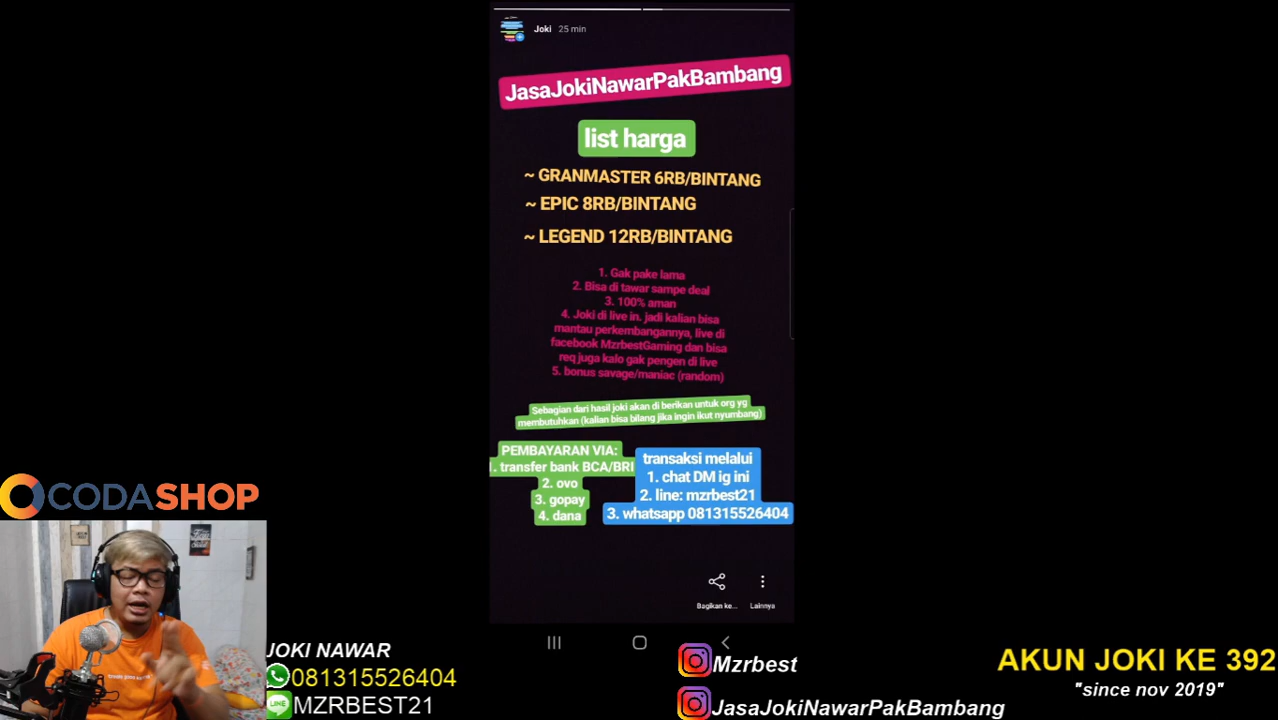 Joki 25 min
JasaJokiNawarPakBambang
list harga
~ GRANMASTER 6RB/BINTANG
~ EPIC 8RB/BINTANG
~ LEGEND 12RB/BINTANG
1. Gak pake lama
2. Bisa di tawar sampe deal
3. 100% aman
4. Joki di live in. jadi kalian bisa
mantau perkembangannya, live di
facebook MzrbestGaming dan bisa
req juga kalo gak pengen di live
5. bonus savage/maniac (random)
Sebagian dari hasil joki akan di berikan untuk org yg
membutuhkan (kalian bisa bilang jika ingin ikut nyumbang)
PEMBAYARAN VIA:
1. transfer bank BCA/BRI
2. ovo
3. gopay
4. dana
transaksi melalui
1. chat DM ig ini
2. line: mzrbest21
3. whatsapp 081315526404
Bagikan ke...
Lainnya
CODASHOP
JOKI NAWAR
081315526404
LINE
MZRBEST21
Mzrbest
JasaJokiNawarPakBambang
AKUN JOKI KE 392
"since nov 2019"